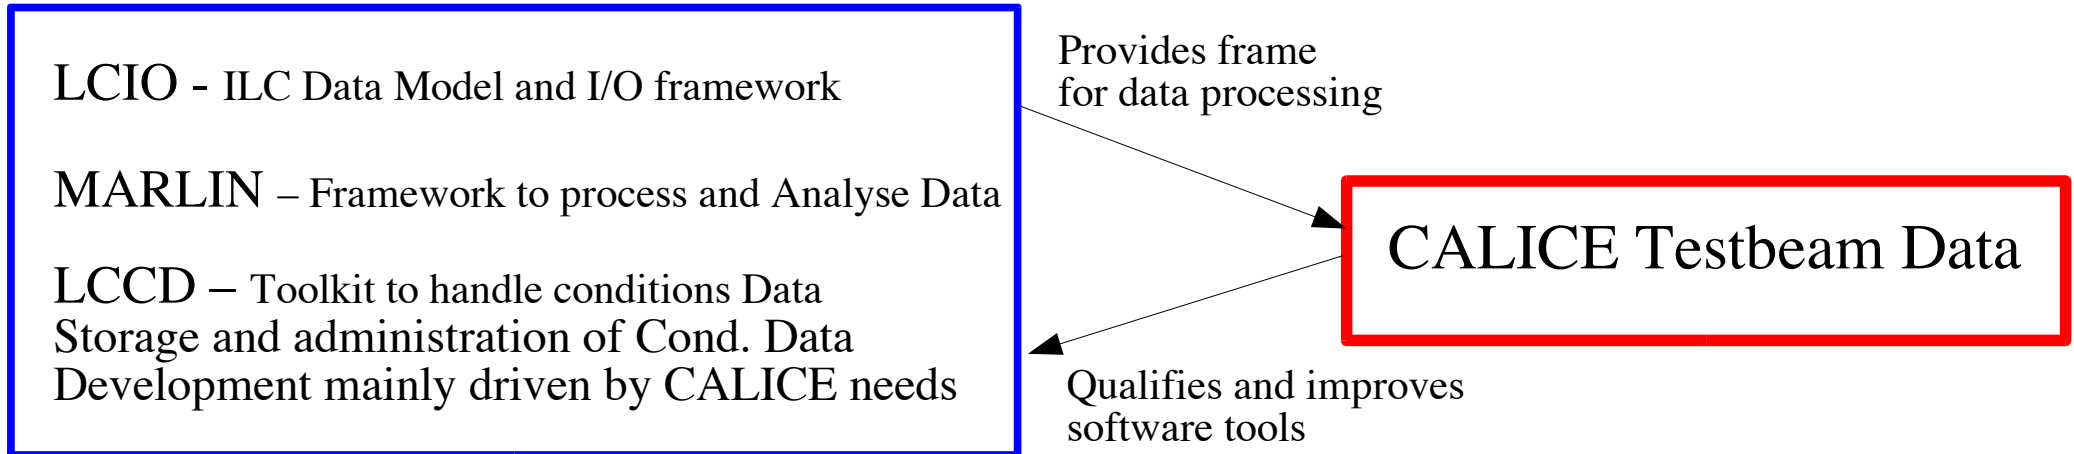 LCIO - ILC Data Model and I/O framework
MARLIN – Framework to process and Analyse Data
LCCD – Toolkit to handle conditions Data
Storage and administration of Cond. Data
Development mainly driven by CALICE needs
Provides frame
for data processing
CALICE Testbeam Data
Qualifies and improves
software tools